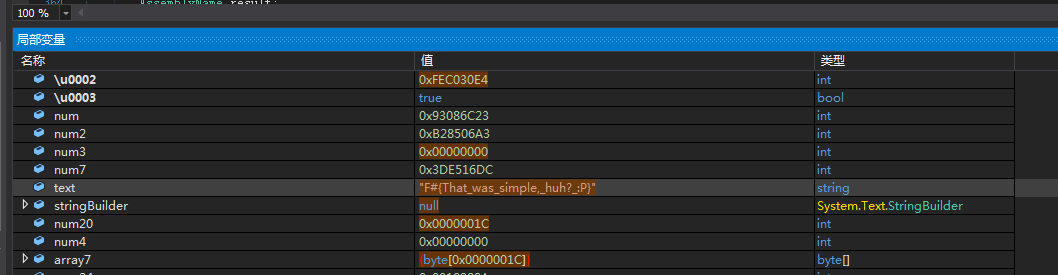 AssemblyName result;
100 %
局部变量
名称 值 类型
\u0002 0xFEC030E4 int
\u0003 true bool
num 0x93086C23 int
num2 0xB28506A3 int
num3 0x00000000 int
num7 0x3DE516DC int
text "F#{That_was_simple,_huh?_:P}" string
stringBuilder null System.Text.StringBuilder
num20 0x0000001C int
num4 0x00000000 int
array7 byte[0x0000001C] byte[]